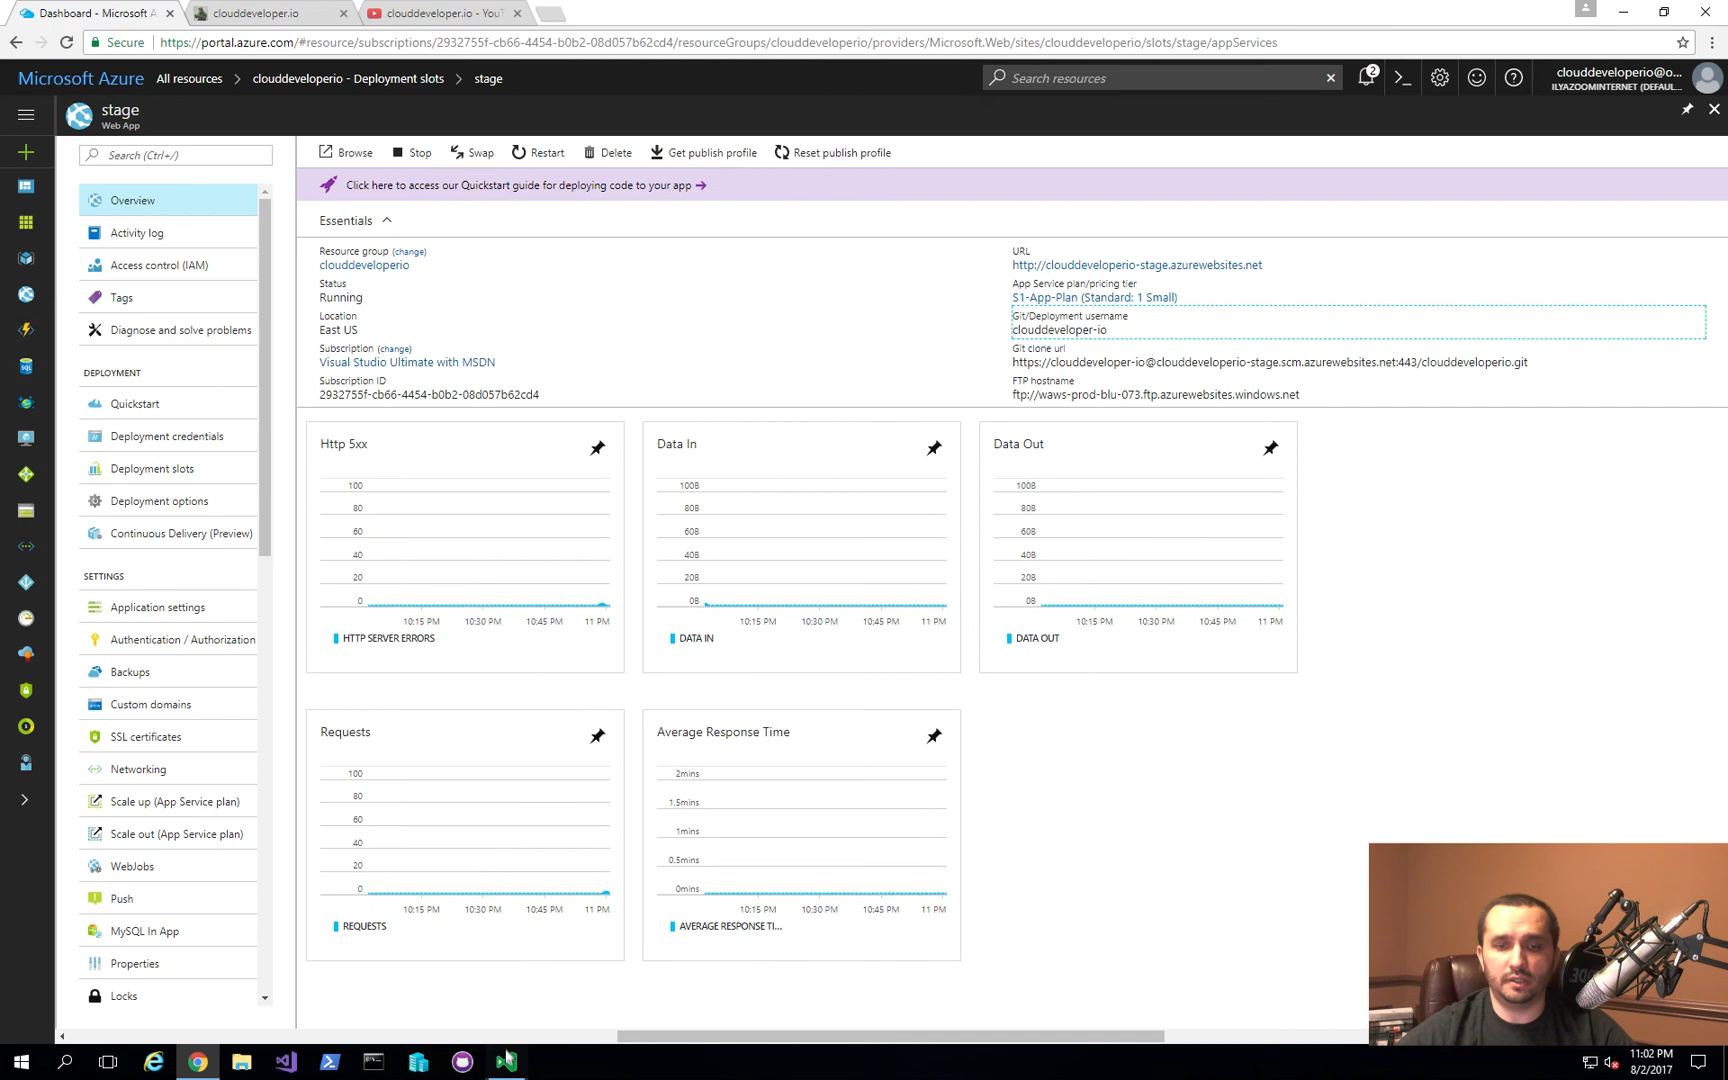 Dashboard - Microsoft A
clouddeveloper.io
clouddeveloper.io - YouT
Secure
https://portal.azure.com/#resource/subscriptions/2932755f-cb66-4454-b0b2-08d057b62cd4/resourceGroups/clouddeveloperio/providers/Microsoft.Web/sites/clouddeveloperio/slots/stage/appServices
Microsoft Azure
All resources
clouddeveloperio - Deployment slots
stage
Search resources
2
clouddeveloperio@o...
ILYAZOOMINTERNET (DEFAUL...
stage
Web App
Search (Ctrl+/)
Browse
Stop
Swap
Restart
Delete
Get publish profile
Reset publish profile
Click here to access our Quickstart guide for deploying code to your app
Overview
Activity log
Access control (IAM)
Tags
Diagnose and solve problems
DEPLOYMENT
Quickstart
Deployment credentials
Deployment slots
Deployment options
Continuous Delivery (Preview)
SETTINGS
Application settings
Authentication / Authorization
Backups
Custom domains
SSL certificates
Networking
Scale up (App Service plan)
Scale out (App Service plan)
WebJobs
Push
MySQL In App
Properties
Locks
Essentials
Resource group (change)
clouddeveloperio
Status
Running
Location
East US
Subscription (change)
Visual Studio Ultimate with MSDN
Subscription ID
2932755f-cb66-4454-b0b2-08d057b62cd4
URL
http://clouddeveloperio-stage.azurewebsites.net
App Service plan/pricing tier
S1-App-Plan (Standard: 1 Small)
Git/Deployment username
clouddeveloper-io
Git clone url
https://clouddeveloper-io@clouddeveloperio-stage.scm.azurewebsites.net:443/clouddeveloperio.git
FTP hostname
ftp://waws-prod-blu-073.ftp.azurewebsites.windows.net
Http 5xx
100
80
60
40
20
0
10:15 PM 10:30 PM 10:45 PM 11 PM
HTTP SERVER ERRORS
Data In
100B
80B
60B
40B
20B
0B
10:15 PM 10:30 PM 10:45 PM 11 PM
DATA IN
Data Out
100B
80B
60B
40B
20B
0B
10:15 PM 10:30 PM 10:45 PM 11 PM
DATA OUT
Requests
100
80
60
40
20
0
10:15 PM 10:30 PM 10:45 PM 11 PM
REQUESTS
Average Response Time
2mins
1.5mins
1mins
0.5mins
0mins
10:15 PM 10:30 PM 10:45 PM 11 PM
AVERAGE RESPONSE TI...
11:02 PM
8/2/2017